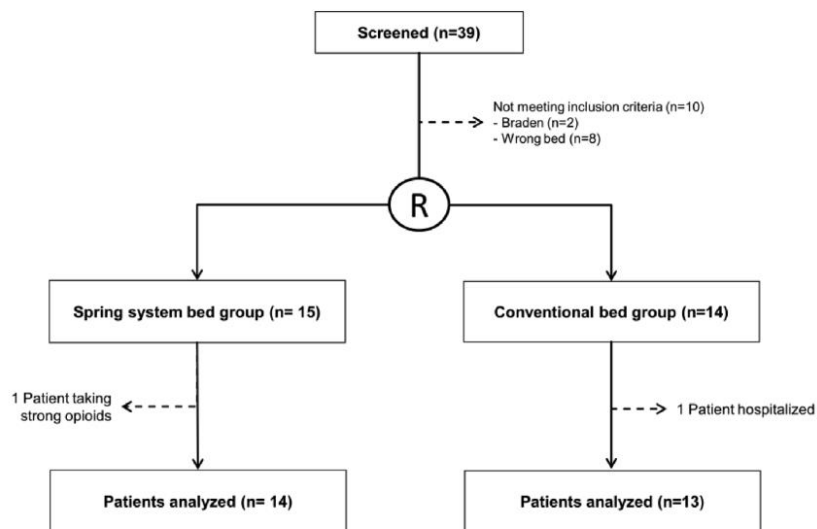 Screened (n=39)
Not meeting inclusion criteria (n=10)
- Braden (n=2)
- Wrong bed (n=8)
R
Spring system bed group (n= 15)
Conventional bed group (n=14)
1 Patient taking
strong opioids
1 Patient hospitalized
Patients analyzed (n= 14)
Patients analyzed (n=13)